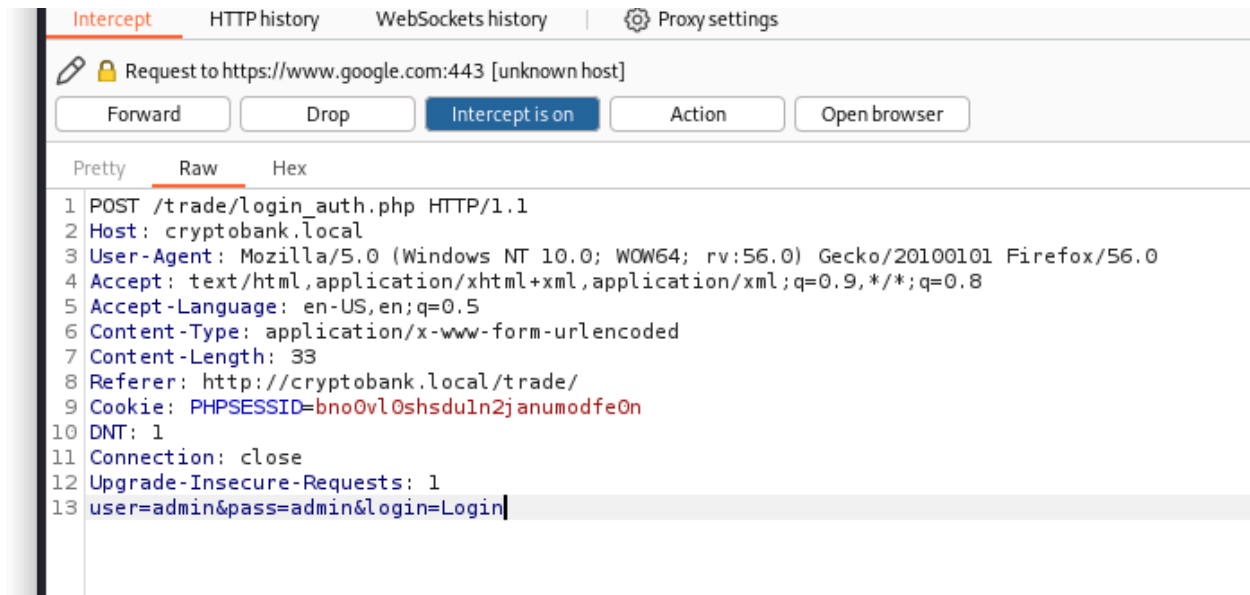 Intercept HTTP history WebSockets history Proxy settings
Request to https://www.google.com:443 [unknown host]
Forward Drop Intercept is on Action Open browser
Pretty Raw Hex
1 POST /trade/login_auth.php HTTP/1.1
2 Host: cryptobank.local
3 User-Agent: Mozilla/5.0 (Windows NT 10.0; WOW64; rv:56.0) Gecko/20100101 Firefox/56.0
4 Accept: text/html,application/xhtml+xml,application/xml;q=0.9,*/*;q=0.8
5 Accept-Language: en-US,en;q=0.5
6 Content-Type: application/x-www-form-urlencoded
7 Content-Length: 33
8 Referer: http://cryptobank.local/trade/
9 Cookie: PHPSESSID=bno0vl0shsdu1n2janumodfe0n
10 DNT: 1
11 Connection: close
12 Upgrade-Insecure-Requests: 1
13 user=admin&pass=admin&login=Login